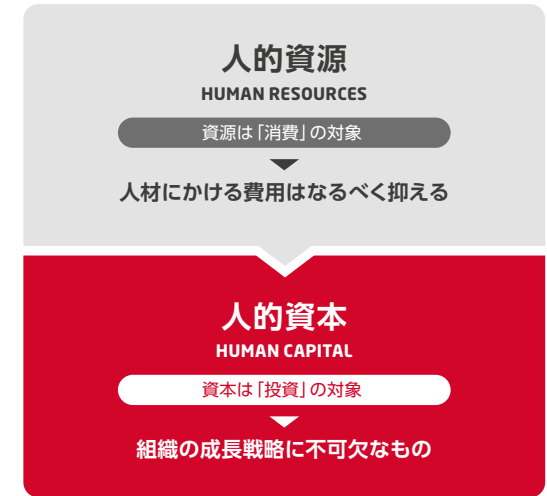 人的資源
HUMAN RESOURCES
資源は「消費」の対象
人材にかける費用はなるべく抑える
人的資本
HUMAN CAPITAL
資本は「投資」の対象
組織の成長戦略に不可欠なもの